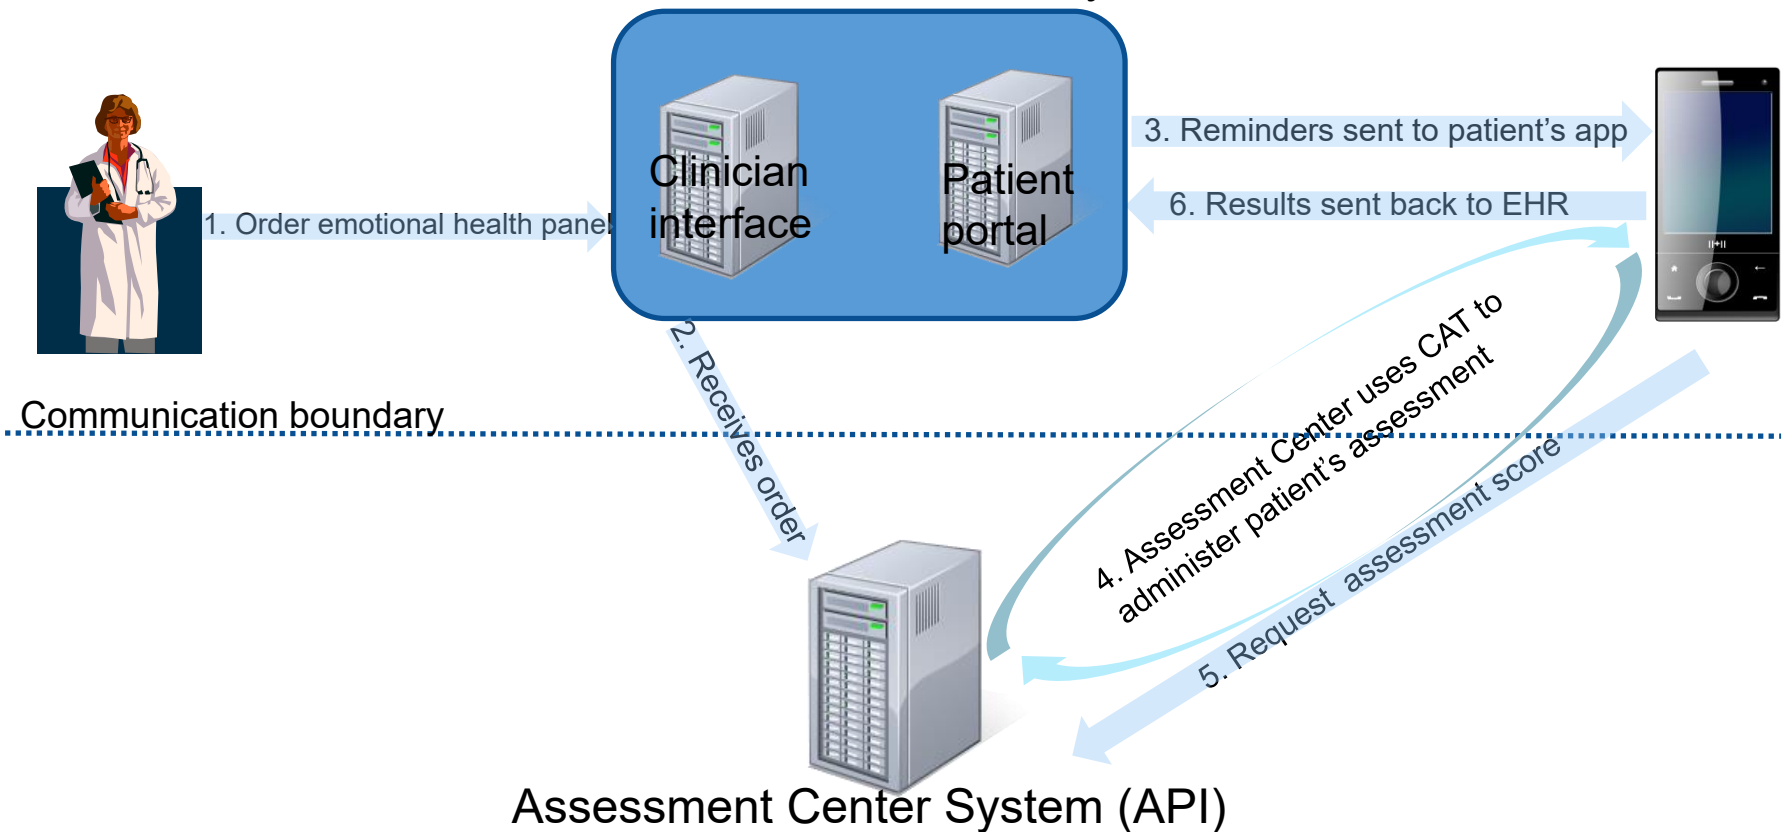 Clinician
interface
Patient
portal
1. Order emotional health panel
3. Reminders sent to patient's app
6. Results sent back to EHR
2. Receives order
Communication boundary
4. Assessment Center uses CAT to
administer patient's assessment
5. Request assessment score
Assessment Center System (API)